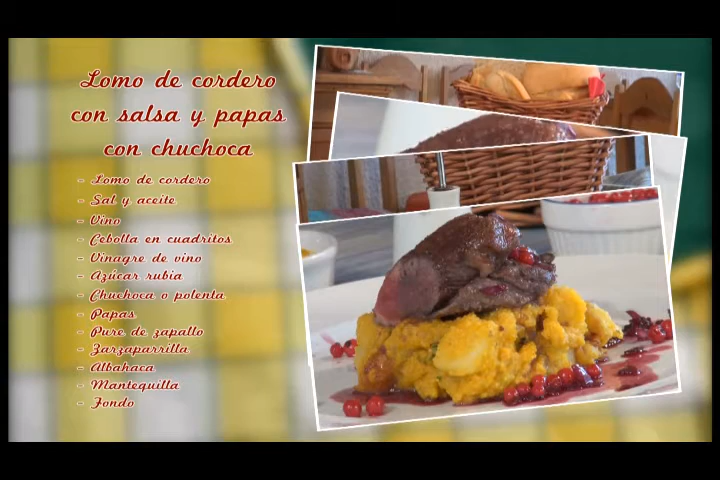 Lomo de cordero
con salsa y papas
con chuchoca
- Lomo de cordero
- Sal y aceite
- Vino
- Cebolla en cuadritos
- Vinagre de vino
- Azúcar rubia
- Chuchoca o polenta
- Papas
- Pure de zapallo
- Zarzaparrilla
- Albahaca
- Mantequilla
- Fondo